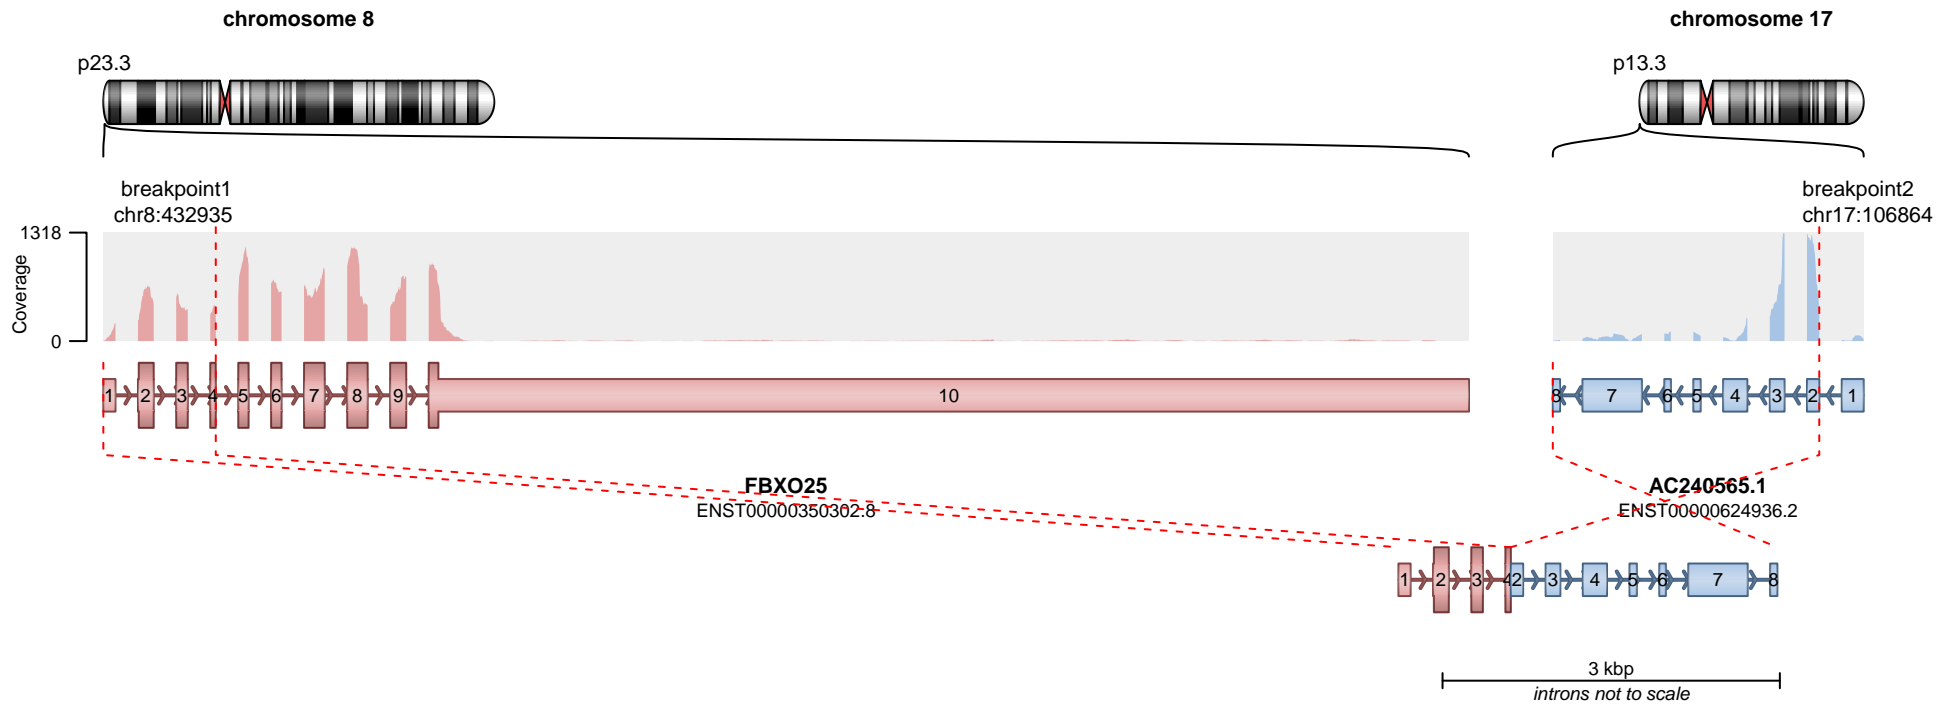 chromosome 8
chromosome 17
p23.3
p13.3
breakpoint1
chr8:432935
breakpoint2
chr17:106864
1318
Coverage
0
1 2 3 4 5 6 7 8 9 10
8 7 6 5 4 3 2 1
FBXO25
ENST00000350302.8
AC240565.1
ENST00000624936.2
1 2 3 4 2 3 4 5 6 7 8
3 kbp
introns not to scale